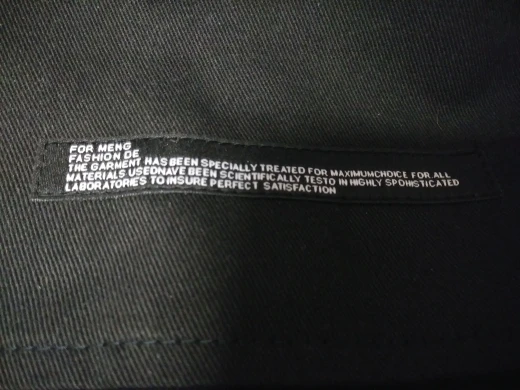 FOR MENG
FASHION DE
THE GARMENT HAS BEEN SPECIALLY TREATED FOR MAXIMUMCHOICE FOR ALL
MATERIALS USEDNAVE BEEN SCIENTIFICALLY TESTO IN HIGHLY SPOHISTICATED
LABORATORIES TO INSURE PERFECT SATISFACTION